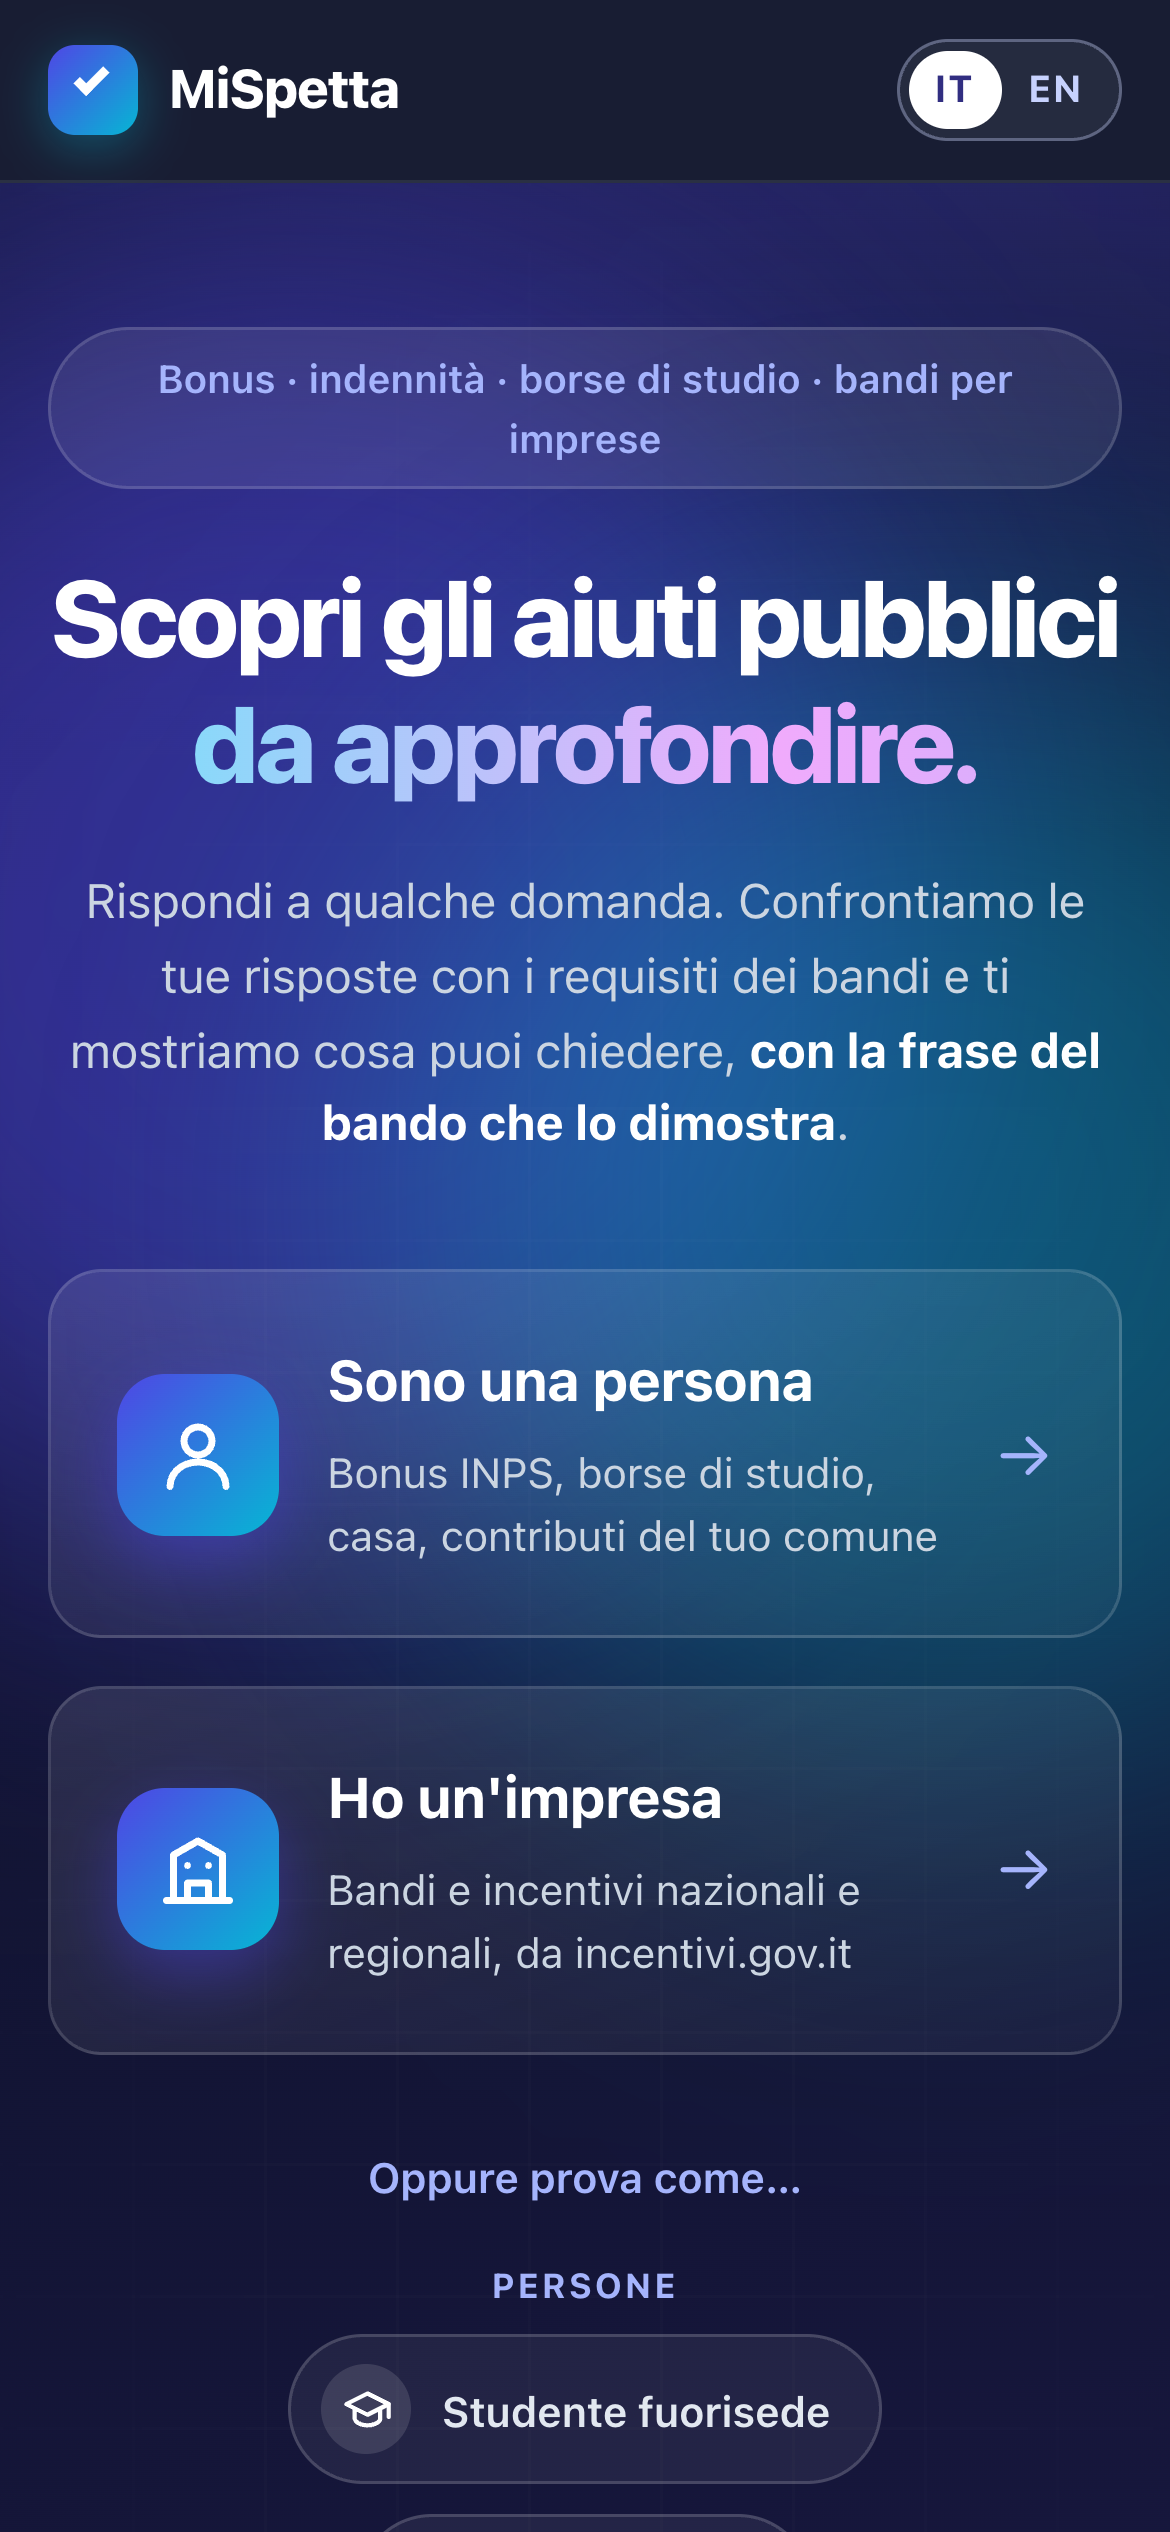 MiSpetta
IT EN
Bonus · indennità · borse di studio · bandi per
imprese
Scopri gli aiuti pubblici
da approfondire.
Rispondi a qualche domanda. Confrontiamo le
tue risposte con i requisiti dei bandi e ti
mostriamo cosa puoi chiedere, con la frase del
bando che lo dimostra.
Sono una persona
Bonus INPS, borse di studio,
casa, contributi del tuo comune
Ho un'impresa
Bandi e incentivi nazionali e
regionali, da incentivi.gov.it
Oppure prova come...
PERSONE
Studente fuorisede